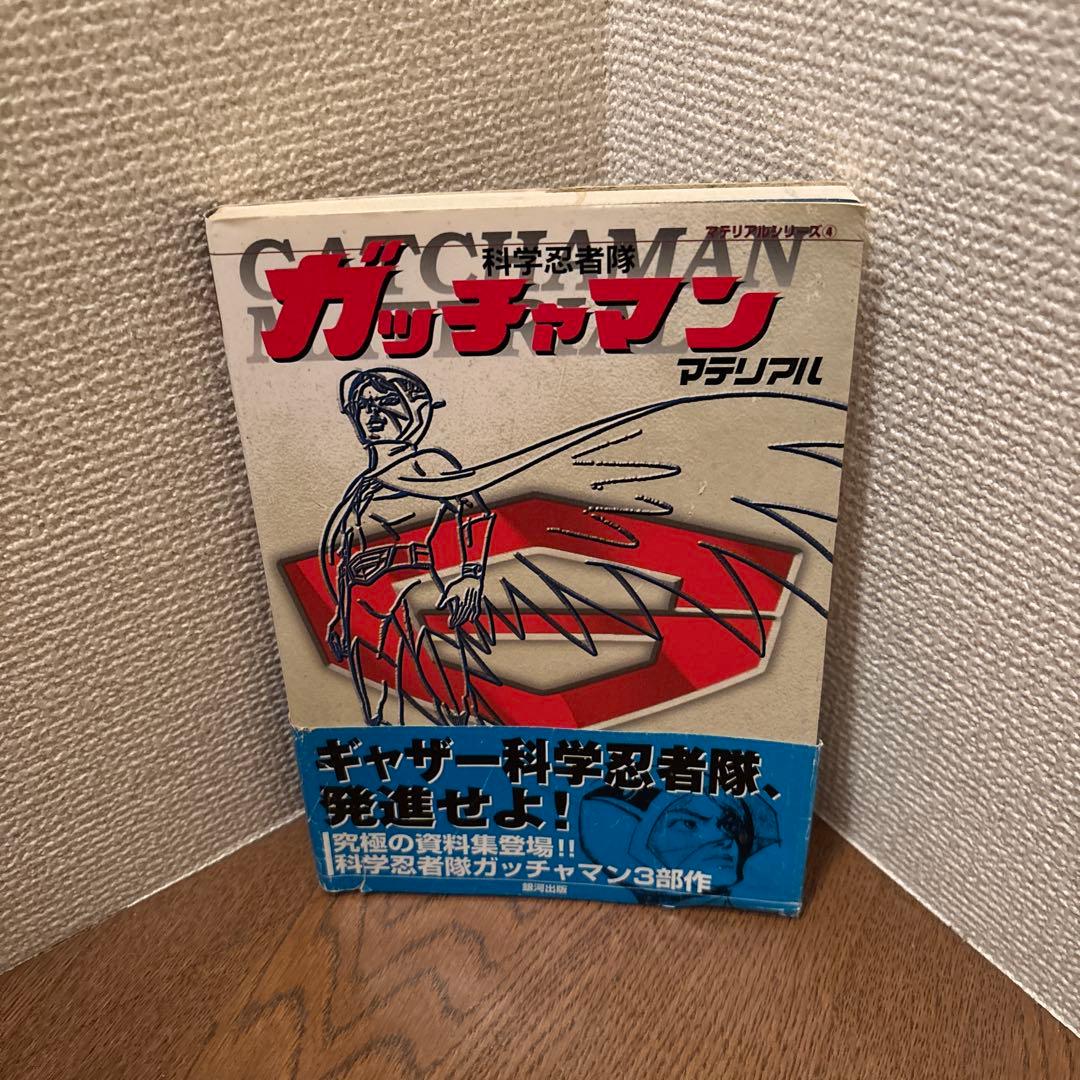 マテリアルシリーズ④
GATCHAMAN
科学忍者隊
ガッチャマン
MATERIAL
マテリアル
ギャザー科学忍者隊、
発進せよ!
究極の資料集登場!!
科学忍者隊ガッチャマン3部作
銀河出版